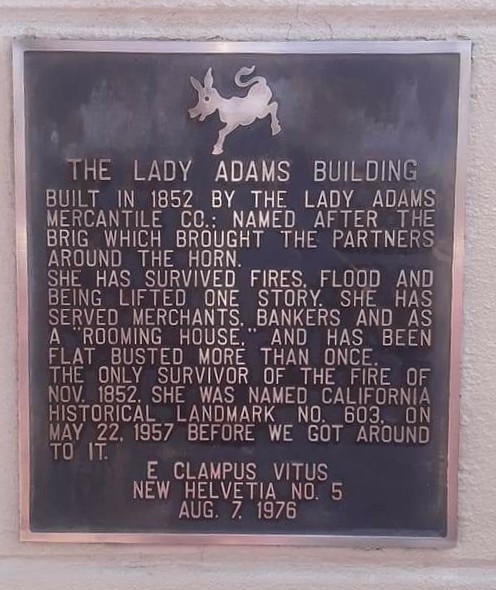 THE LADY ADAMS BUILDING
BUILT IN 1852 BY THE LADY ADAMS
MERCANTILE CO.; NAMED AFTER THE
BRIG WHICH BROUGHT THE PARTNERS
AROUND THE HORN.
SHE HAS SURVIVED FIRES, FLOOD AND
BEING LIFTED ONE STORY. SHE HAS
SERVED MERCHANTS, BANKERS AND AS
A "ROOMING HOUSE," AND HAS BEEN
FLAT BUSTED MORE THAN ONCE.
THE ONLY SURVIVOR OF THE FIRE OF
NOV. 1852, SHE WAS NAMED CALIFORNIA
HISTORICAL LANDMARK NO. 603, ON
MAY 22, 1957 BEFORE WE GOT AROUND
TO IT.
E CLAMPUS VITUS
NEW HELVETIA NO. 5
AUG. 7, 1976